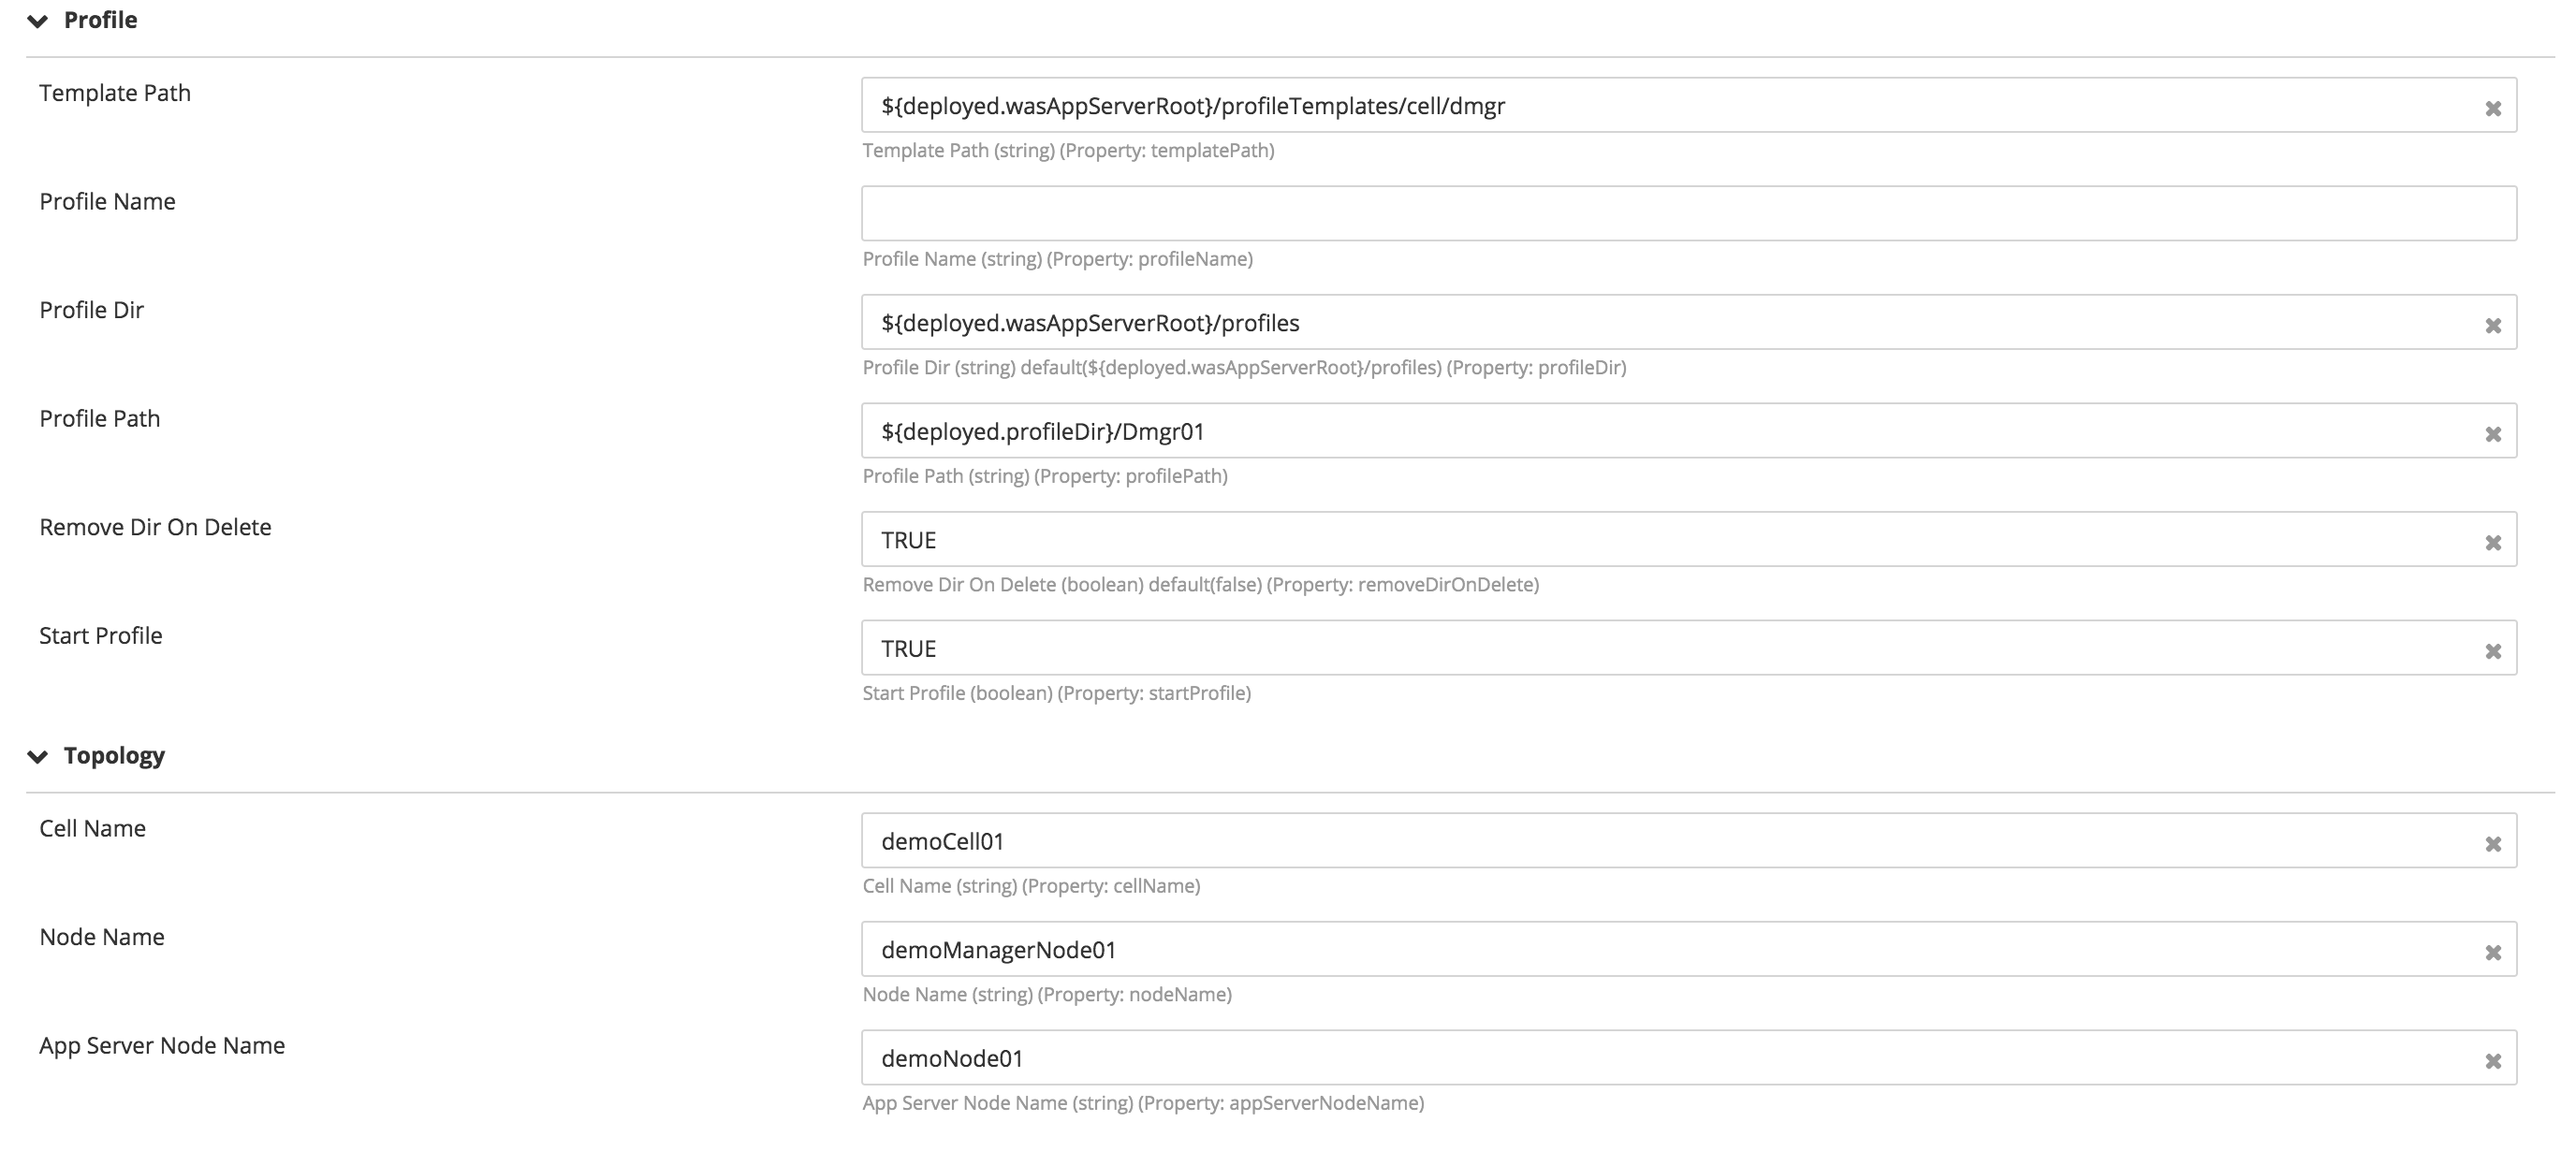 Profile
Template Path
${deployed.wasAppServerRoot}/profileTemplates/cell/dmgr
Template Path (string) (Property: templatePath)
Profile Name
Profile Name (string) (Property: profileName)
Profile Dir
${deployed.wasAppServerRoot}/profiles
Profile Dir (string) default(${deployed.wasAppServerRoot}/profiles) (Property: profileDir)
Profile Path
${deployed.profileDir}/Dmgr01
Profile Path (string) (Property: profilePath)
Remove Dir On Delete
TRUE
Remove Dir On Delete (boolean) default(false) (Property: removeDirOnDelete)
Start Profile
TRUE
Start Profile (boolean) (Property: startProfile)
Topology
Cell Name
demoCell01
Cell Name (string) (Property: cellName)
Node Name
demoManagerNode01
Node Name (string) (Property: nodeName)
App Server Node Name
demoNode01
App Server Node Name (string) (Property: appServerNodeName)